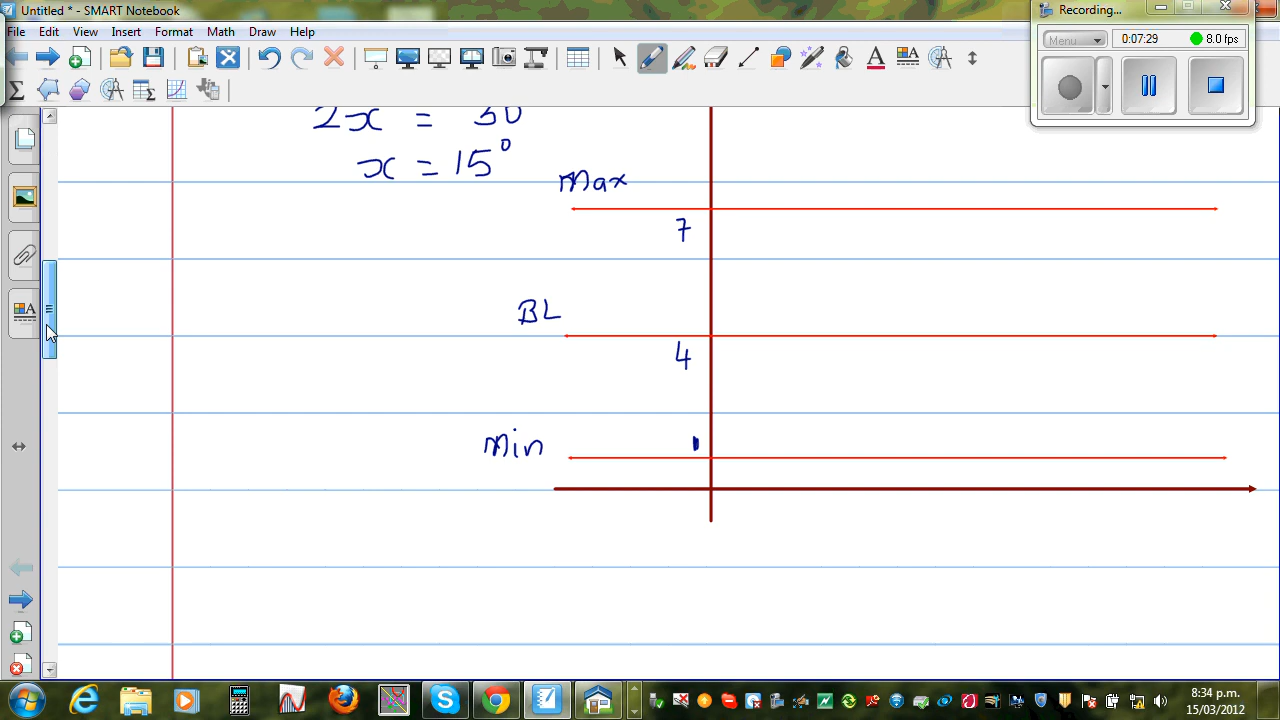 Untitled * - SMART Notebook
File Edit View Insert Format Math Draw Help
Recording...
Menu 0:07:29 8.0 fps
2x = 30
x = 15°
Max
7
BL
4
Min
8:34 p.m.
15/03/2012